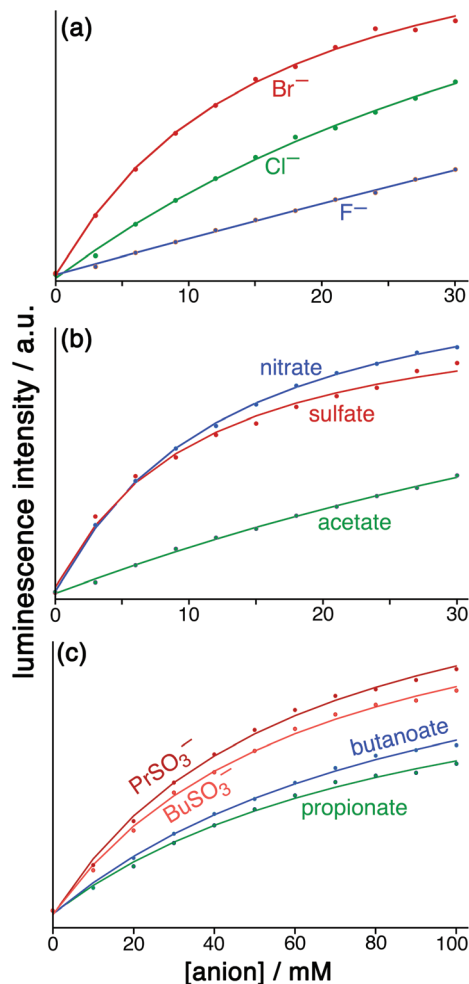 (a)
Br⁻
Cl⁻
F⁻
0 10 20 30
(b)
nitrate
sulfate
acetate
0 10 20 30
luminescence intensity / a.u.
(c)
PrSO₃⁻
BuSO₃⁻
butanoate
propionate
0 20 40 60 80 100
[anion] / mM